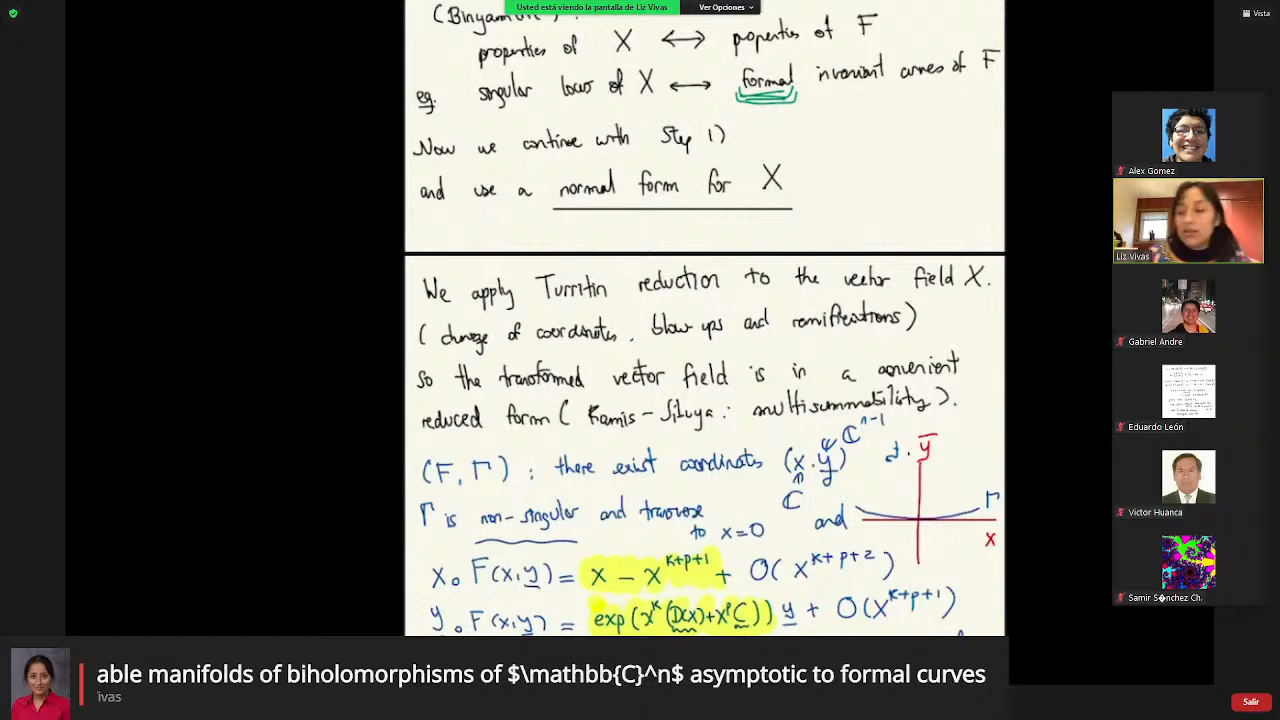 Usted está viendo la pantalla de Liz Vivas
Ver Opciones
Vista
properties of X ↔ properties of F
eg. singular locus of X ↔ formal invariant curves of F
Now we continue with Step 1)
and use a normal form for X
We apply Turritin reduction to the vector field X.
(change of coordinates, blow ups and ramifications)
so the transformed vector field is in a convenient
reduced form (Ramis-Sibuya: multisummability).
(F, Γ): there exist coordinates (x, y) s.t.
∈ ℂ ∈ ℂ^{n-1}
Γ is non-singular and transverse
to x=0 and
y
Γ
x
x∘F(x,y) = x - x^{k+p+1} + O(x^{k+p+2})
y∘F(x,y) = exp(x^k(D(x)+x^p C)) y + O(x^{k+p+1})
Alex Gomez
Liz Vivas
Gabriel Andre
Eduardo León
Victor Huanca
Samir S�nchez Ch.
able manifolds of biholomorphisms of $\mathbb{C}^n$ asymptotic to formal curves
ivas
Salir